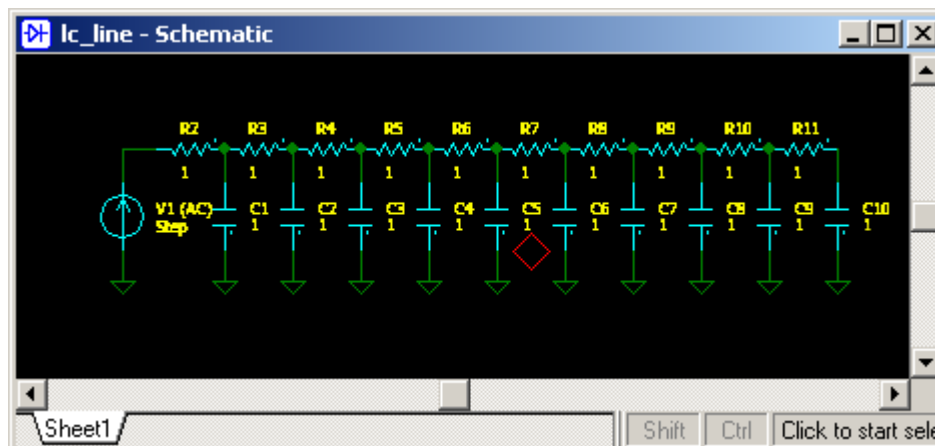 lc_line - Schematic
R2 R3 R4 R5 R6 R7 R8 R9 R10 R11
1 1 1 1 1 1 1 1 1 1
V1 (AC) C1 C2 C3 C4 C5 C6 C7 C8 C9 C10
Step 1 1 1 1 1 1 1 1 1 1
Sheet1 Shift Ctrl Click to start sele